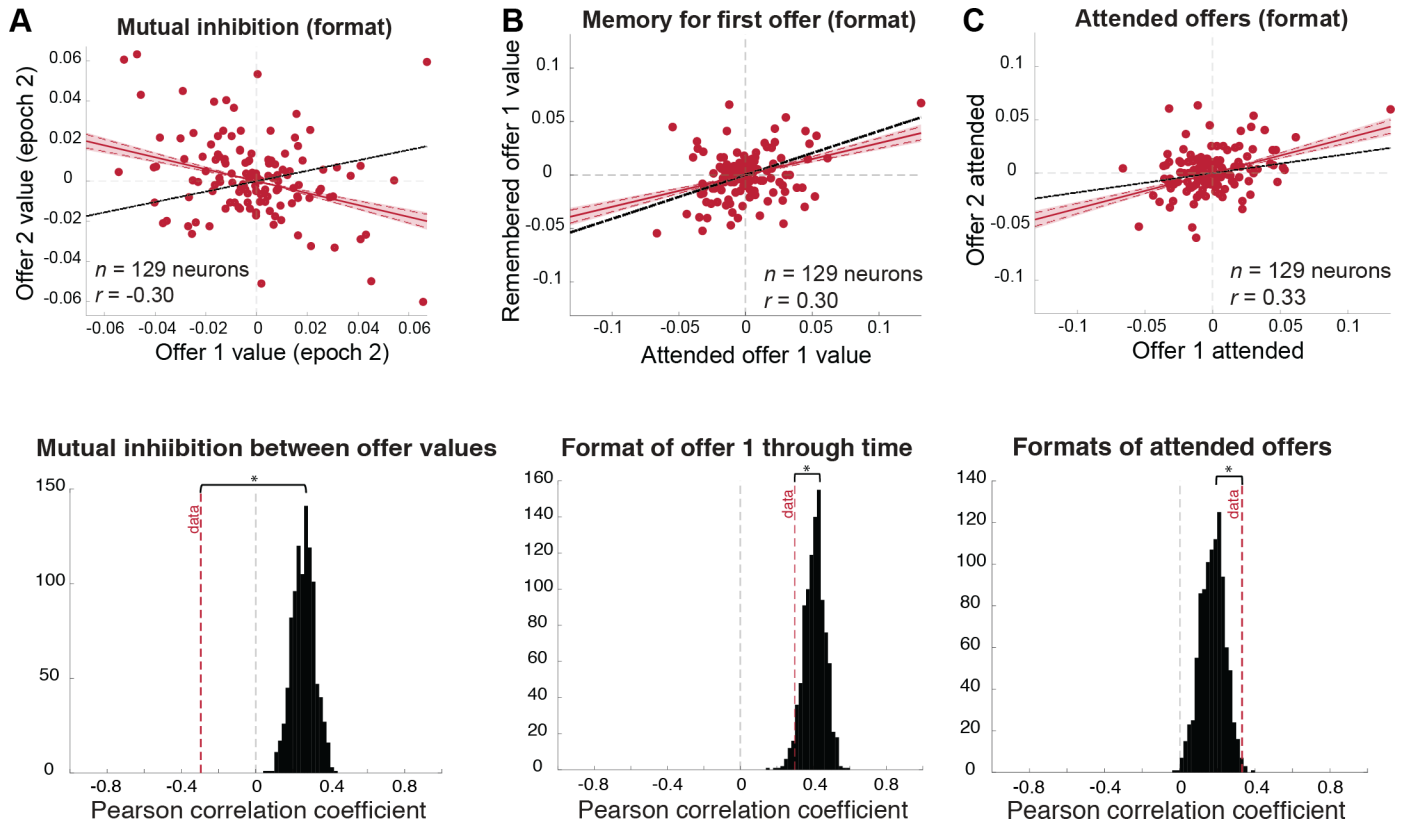 A
Mutual inhibition (format)
Offer 2 value (epoch 2)
0.06
0.04
0.02
0
-0.02
-0.04
-0.06
n = 129 neurons
r = -0.30
-0.06
-0.04
-0.02
0
0.02
0.04
0.06
Offer 1 value (epoch 2)
B
Memory for first offer (format)
Remembered offer 1 value
0.1
0.05
0
-0.05
-0.1
n = 129 neurons
r = 0.30
-0.1
-0.05
0
0.05
0.1
Attended offer 1 value
C
Attended offers (format)
Offer 2 attended
0.1
0.05
0
-0.05
-0.1
n = 129 neurons
r = 0.33
-0.1
-0.05
0
0.05
0.1
Offer 1 attended
Mutual inhiibition between offer values
150
100
50
0
data
*
-0.8
-0.4
0
0.4
0.8
Pearson correlation coefficient
Format of offer 1 through time
160
140
120
100
80
60
40
20
0
data
*
-0.8
-0.4
0
0.4
0.8
Pearson correlation coefficient
Formats of attended offers
140
120
100
80
60
40
20
0
data
*
-0.8
-0.4
0
0.4
0.8
Pearson correlation coefficient